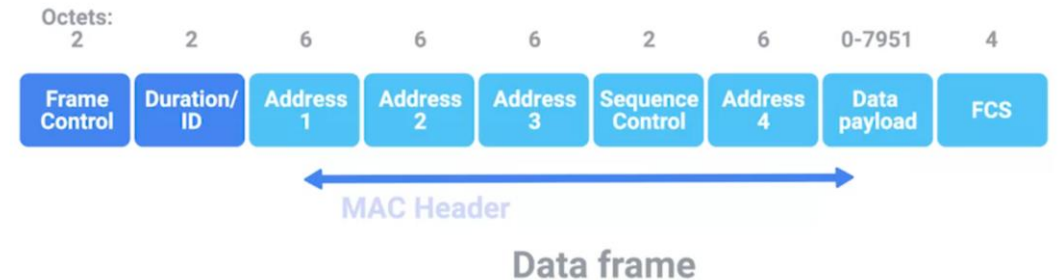 Octets:
2 2 6 6 6 2 6 0-7951 4
Frame Control
Duration/ ID
Address 1
Address 2
Address 3
Sequence Control
Address 4
Data payload
FCS
MAC Header
Data frame